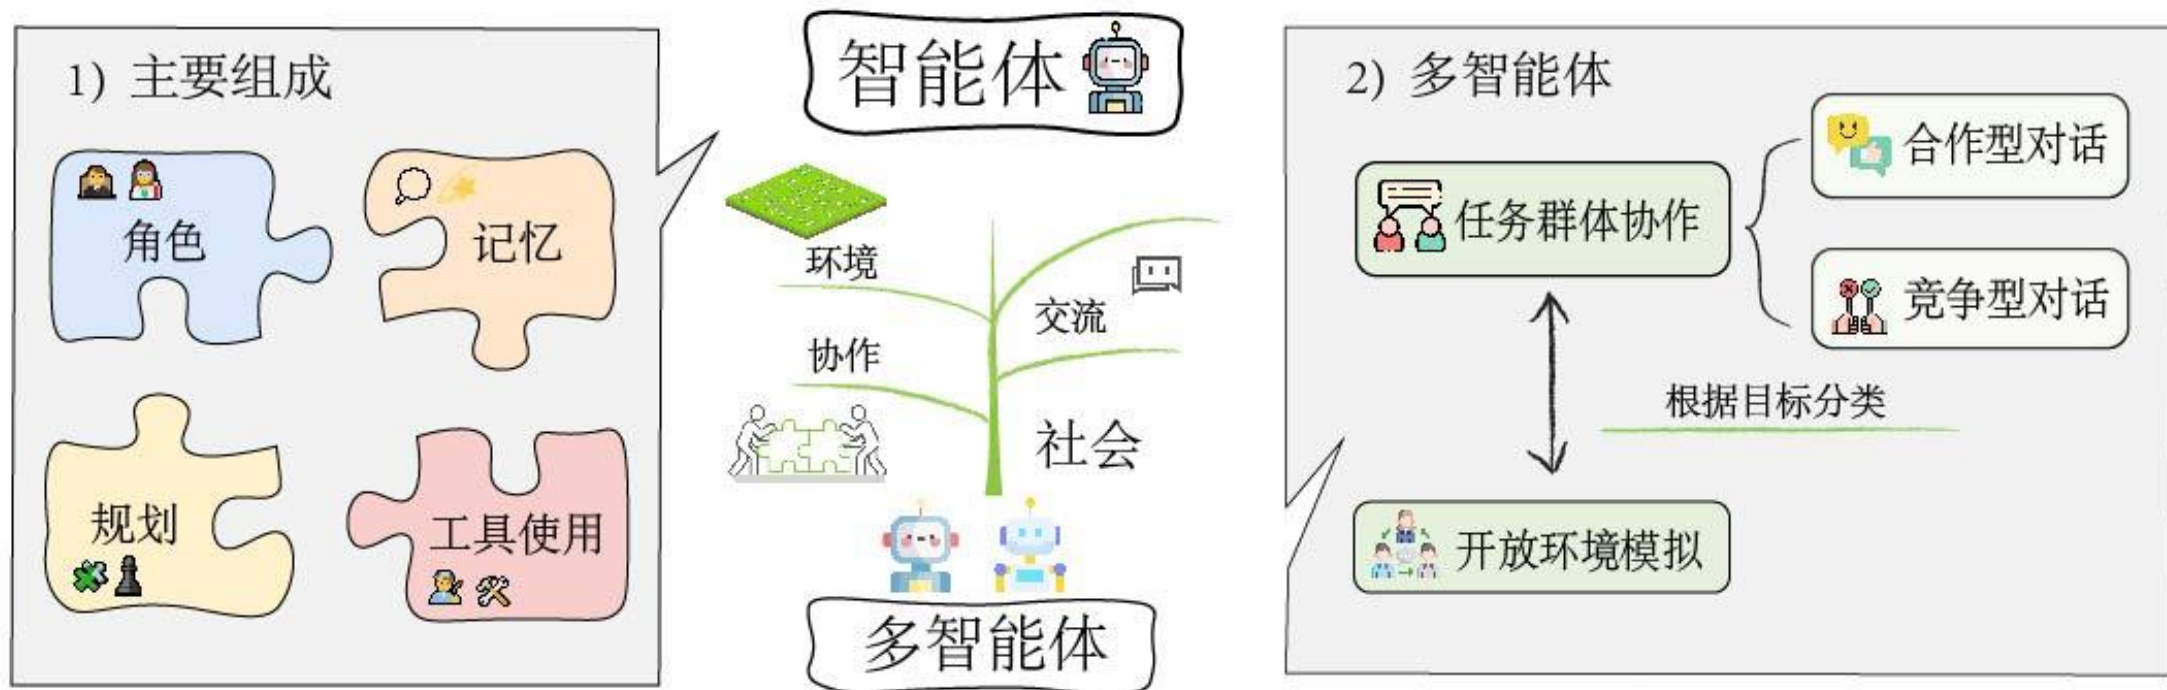 1) 主要组成
角色
记忆
规划
工具使用
智能体
环境
交流
协作
社会
多智能体
2) 多智能体
任务群体协作
合作型对话
竞争型对话
根据目标分类
开放环境模拟